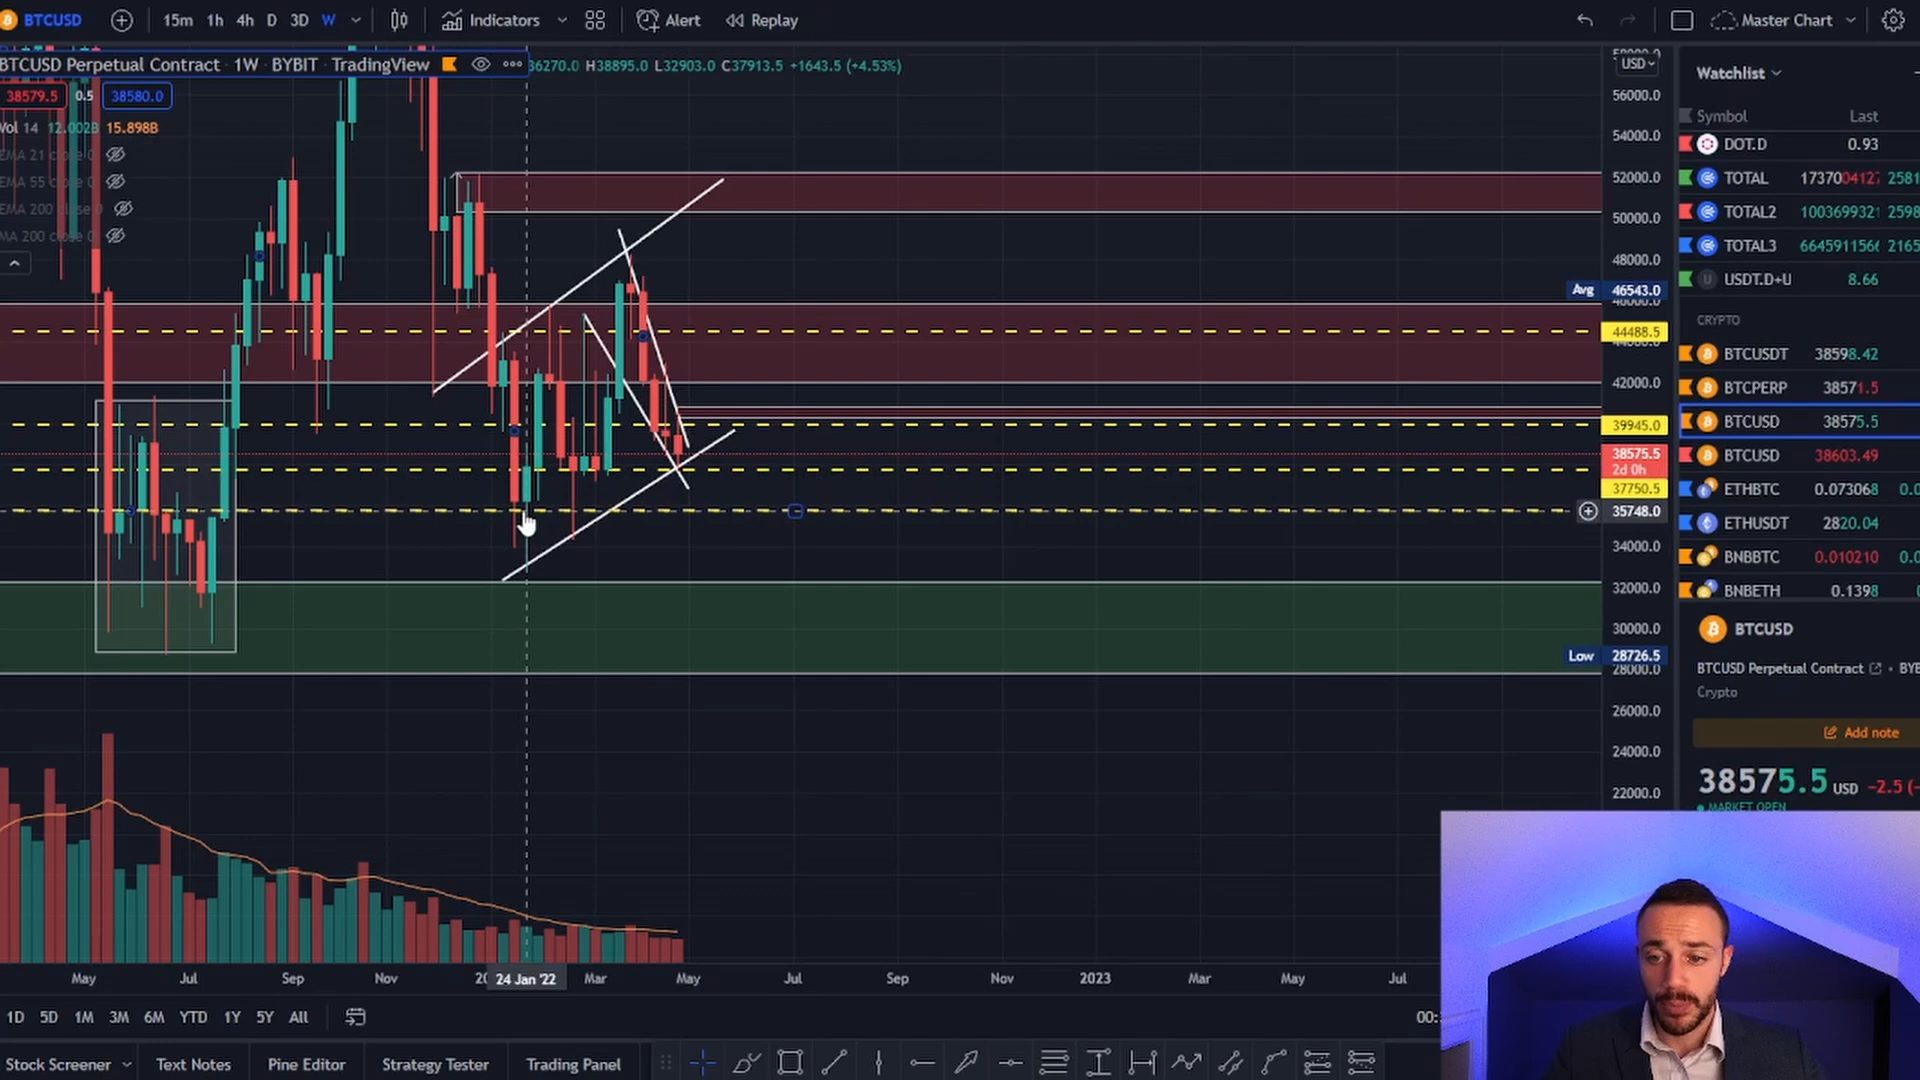 BTCUSD 15m 1h 4h D 3D W Indicators Alert Replay Master Chart
BTCUSD Perpetual Contract · 1W · BYBIT · TradingView 36270.0 H38895.0 L32903.0 C37913.5 +1643.5 (+4.53%)
38579.5 0.5 38580.0
Vol 14 12.002B 15.898B
EMA 21 close 0
EMA 55 close 0
EMA 200 close 0
MA 200 close 0
USD
56000.0
54000.0
52000.0
50000.0
48000.0
Avg 46543.0
46000.0
44488.5
44000.0
42000.0
39945.0
38575.5
2d 0h
37750.5
35748.0
34000.0
32000.0
30000.0
Low 28726.5
28000.0
26000.0
24000.0
22000.0
May Jul Sep Nov 24 Jan '22 Mar May Jul Sep Nov 2023 Mar May Jul
1D 5D 1M 3M 6M YTD 1Y 5Y All
Stock Screener Text Notes Pine Editor Strategy Tester Trading Panel
Watchlist
Symbol Last
DOT.D 0.93
TOTAL 173700412 2581
TOTAL2 1003699321 2598
TOTAL3 6645911566 2165
USDT.D+U 8.66
CRYPTO
BTCUSDT 38598.42
BTCPERP 38571.5
BTCUSD 38575.5
BTCUSD 38603.49
ETHBTC 0.073068 0.0
ETHUSDT 2820.04
BNBBTC 0.010210 0.0
BNBETH 0.1398
BTCUSD
BTCUSD Perpetual Contract · BYB
Crypto
Add note
38575.5 USD -2.5
MARKET OPEN